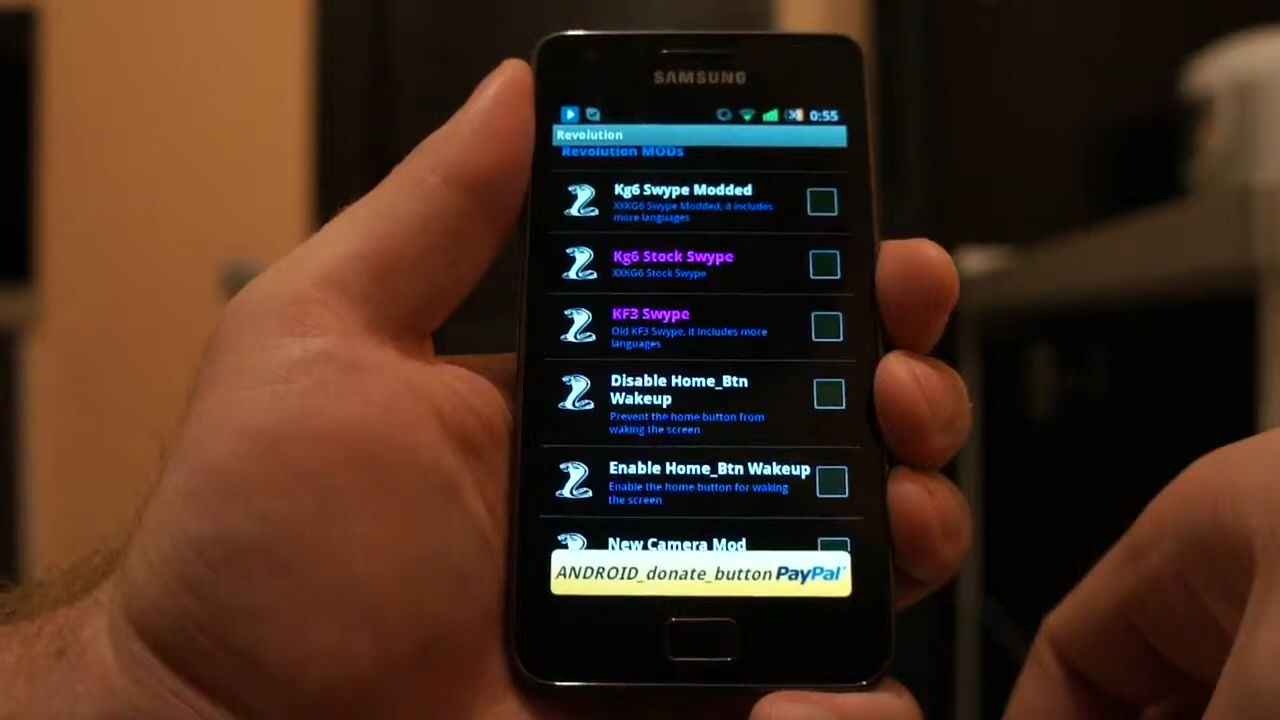 SAMSUNG
0:55
Revolution
Revolution MODs
Kg6 Swype Modded
XXKG6 Swype Modded, it includes
more languages
Kg6 Stock Swype
XXKG6 Stock Swype
KF3 Swype
Old KF3 Swype, it includes more
languages
Disable Home_Btn
Wakeup
Prevent the home button from
waking the screen
Enable Home_Btn Wakeup
Enable the home button for waking
the screen
New Camera Mod
ANDROID_donate_button PayPal